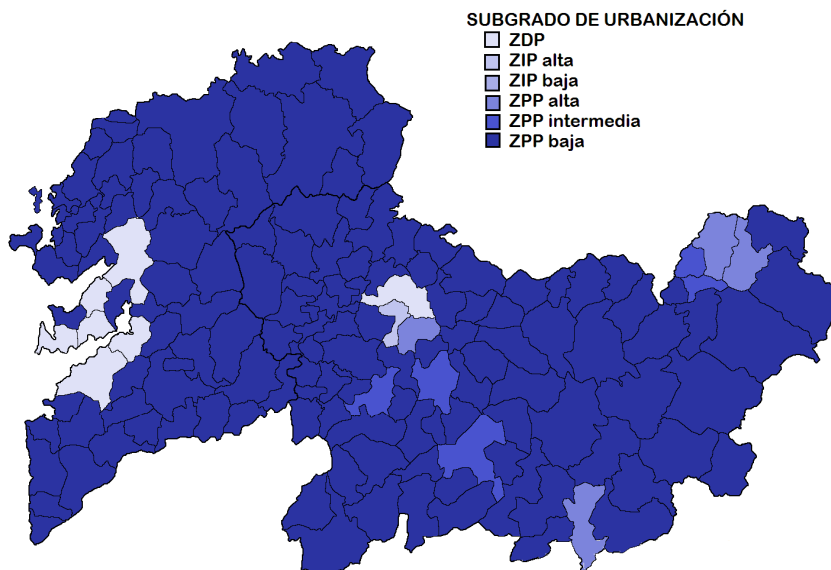 SUBGRADO DE URBANIZACIÓN
ZDP
ZIP alta
ZIP baja
ZPP alta
ZPP intermedia
ZPP baja